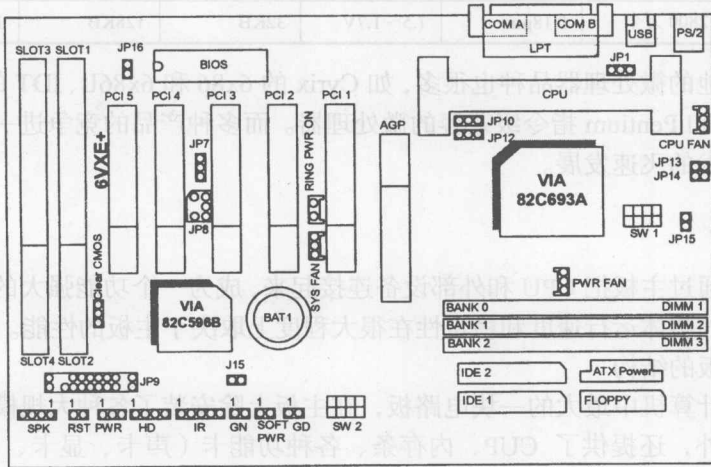 COM A
COM B
USB
PS/2
SLOT3
SLOT1
JP16
BIOS
LPT
JP1
CPU
PCI 5
PCI 4
PCI 3
PCI 2
PCI 1
6VXE+
JP7
JP8
RING PWR ON
SYS FAN
AGP
JP10
JP12
CPU FAN
JP13
JP14
VIA
82C693A
SW 1
JP15
Clear CMOS
VIA
82C596B
BAT1
PWR FAN
BANK 0
DIMM 1
BANK 1
DIMM 2
BANK 2
DIMM 3
SLOT4
SLOT2
JP9
J15
IDE 2
ATX Power
IDE 1
FLOPPY
1
SPK
RST
PWR
HD
IR
GN
SOFT
PWR
GD
SW 2